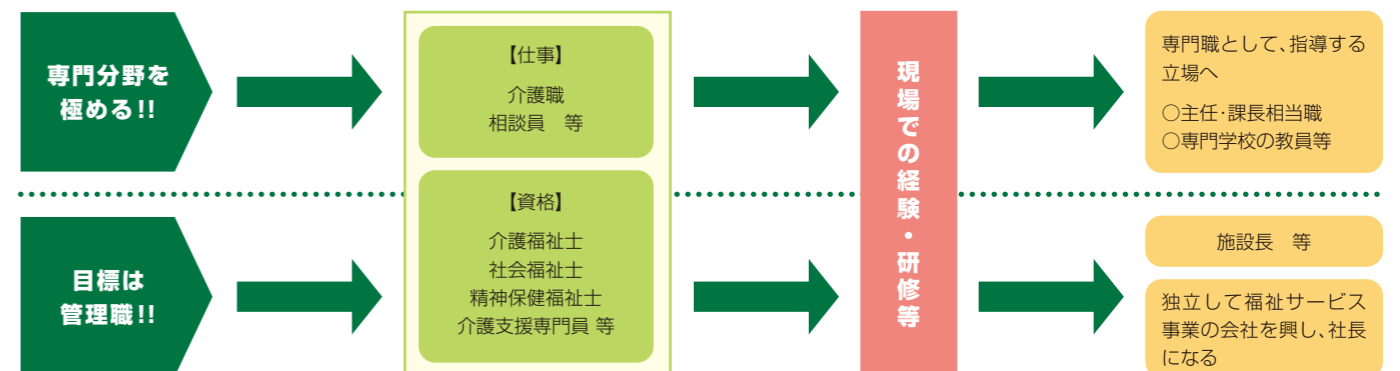 専門分野を
極める!!
【仕事】
介護職
相談員　等
【資格】
介護福祉士
社会福祉士
精神保健福祉士
介護支援専門員 等
現場での経験・研修等
専門職として、指導する
立場へ
○主任・課長相当職
○専門学校の教員等
目標は
管理職!!
施設長　等
独立して福祉サービス
事業の会社を興し、社長
になる